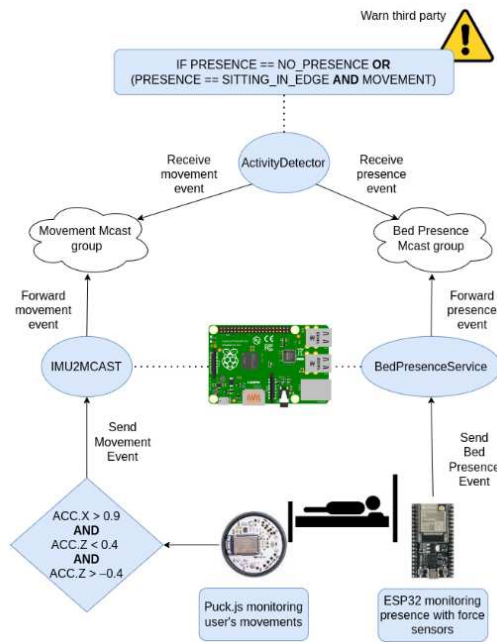 Warn third party
IF PRESENCE == NO_PRESENCE OR
(PRESENCE == SITTING_IN_EDGE AND MOVEMENT)
Receive
movement
event
ActivityDetector
Receive
presence
event
Movement Mcast
group
Bed Presence
Mcast group
Forward
movement
event
Forward
presence
event
IMU2MCAST
BedPresenceService
Send
Movement
Event
Send
Bed
Presence
Event
ACC.X > 0.9
AND
ACC.Z < 0.4
AND
ACC.Z > –0.4
Puck.js monitoring
user's movements
ESP32 monitoring
presence with force
sensors